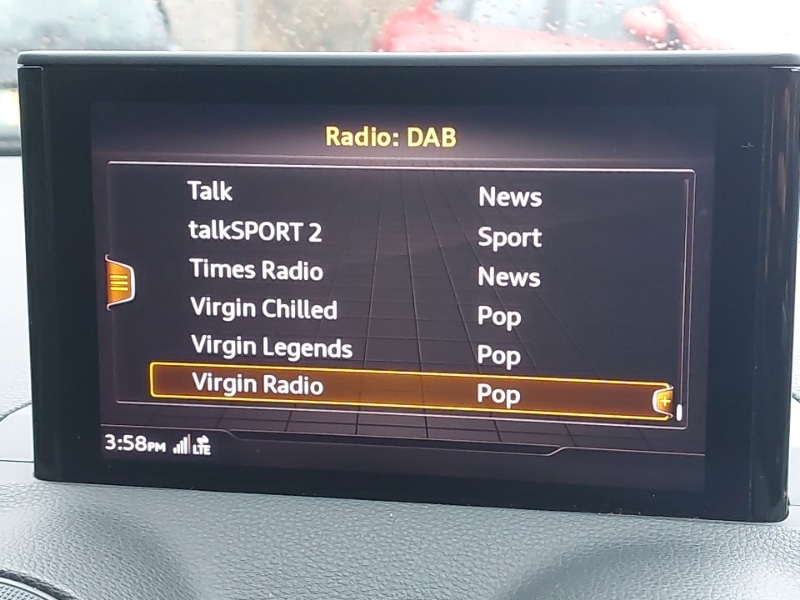 Radio: DAB
Talk News
talkSPORT 2 Sport
Times Radio News
Virgin Chilled Pop
Virgin Legends Pop
Virgin Radio Pop
3:58PM LTE